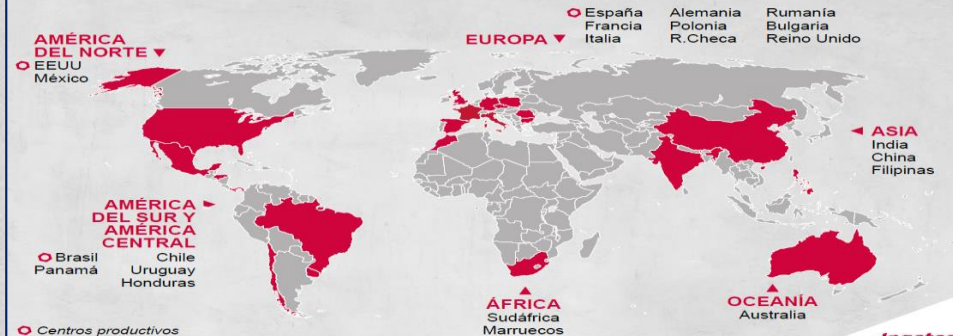 AMÉRICA
DEL NORTE
EEUU
México
EUROPA
España Alemania Rumanía
Francia Polonia Bulgaria
Italia R.Checa Reino Unido
ASIA
India
China
Filipinas
AMÉRICA
DEL SUR Y
AMÉRICA
CENTRAL
Brasil Chile
Panamá Uruguay
Honduras
ÁFRICA
Sudáfrica
Marruecos
OCEANÍA
Australia
Centros productivos